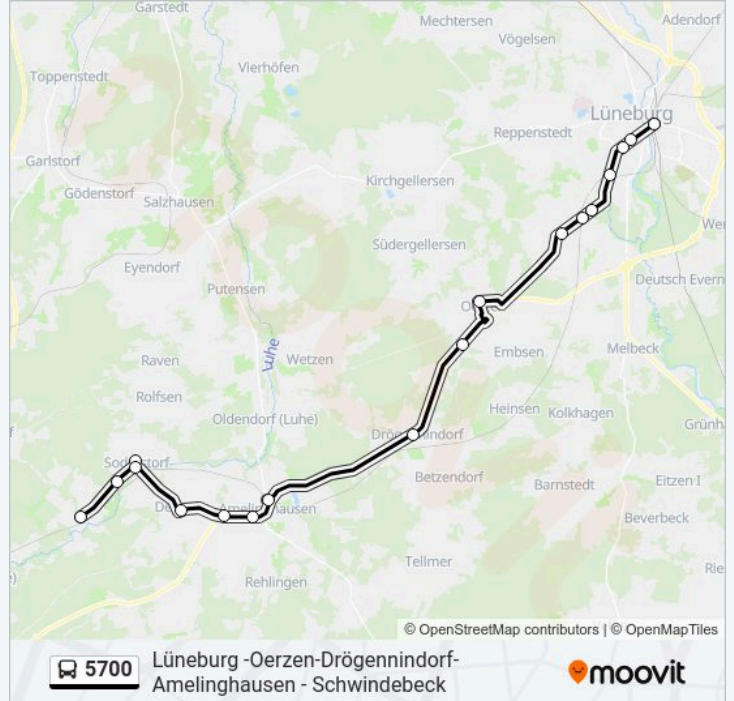 Garstedt
Mechtersen
Adendorf
Vögelsen
Vierhöfen
Toppenstedt
Lüneburg
Reppenstedt
Garlstorf
Kirchgellersen
Gödenstorf
Salzhausen
Südergellersen
Eyendorf
Deutsch Evern
Putensen
Luhe
Wetzen
Embsen
Melbeck
Raven
Rolfsen
Heinsen
Kolkhagen
Oldendorf (Luhe)
Betzendorf
Barnstedt
Eitzen I
Beverbeck
Tellmer
Rehlingen
© OpenStreetMap contributors | © OpenMapTiles
5700
Lüneburg -Oerzen-Drögennindorf-
Amelinghausen - Schwindebeck
moovit